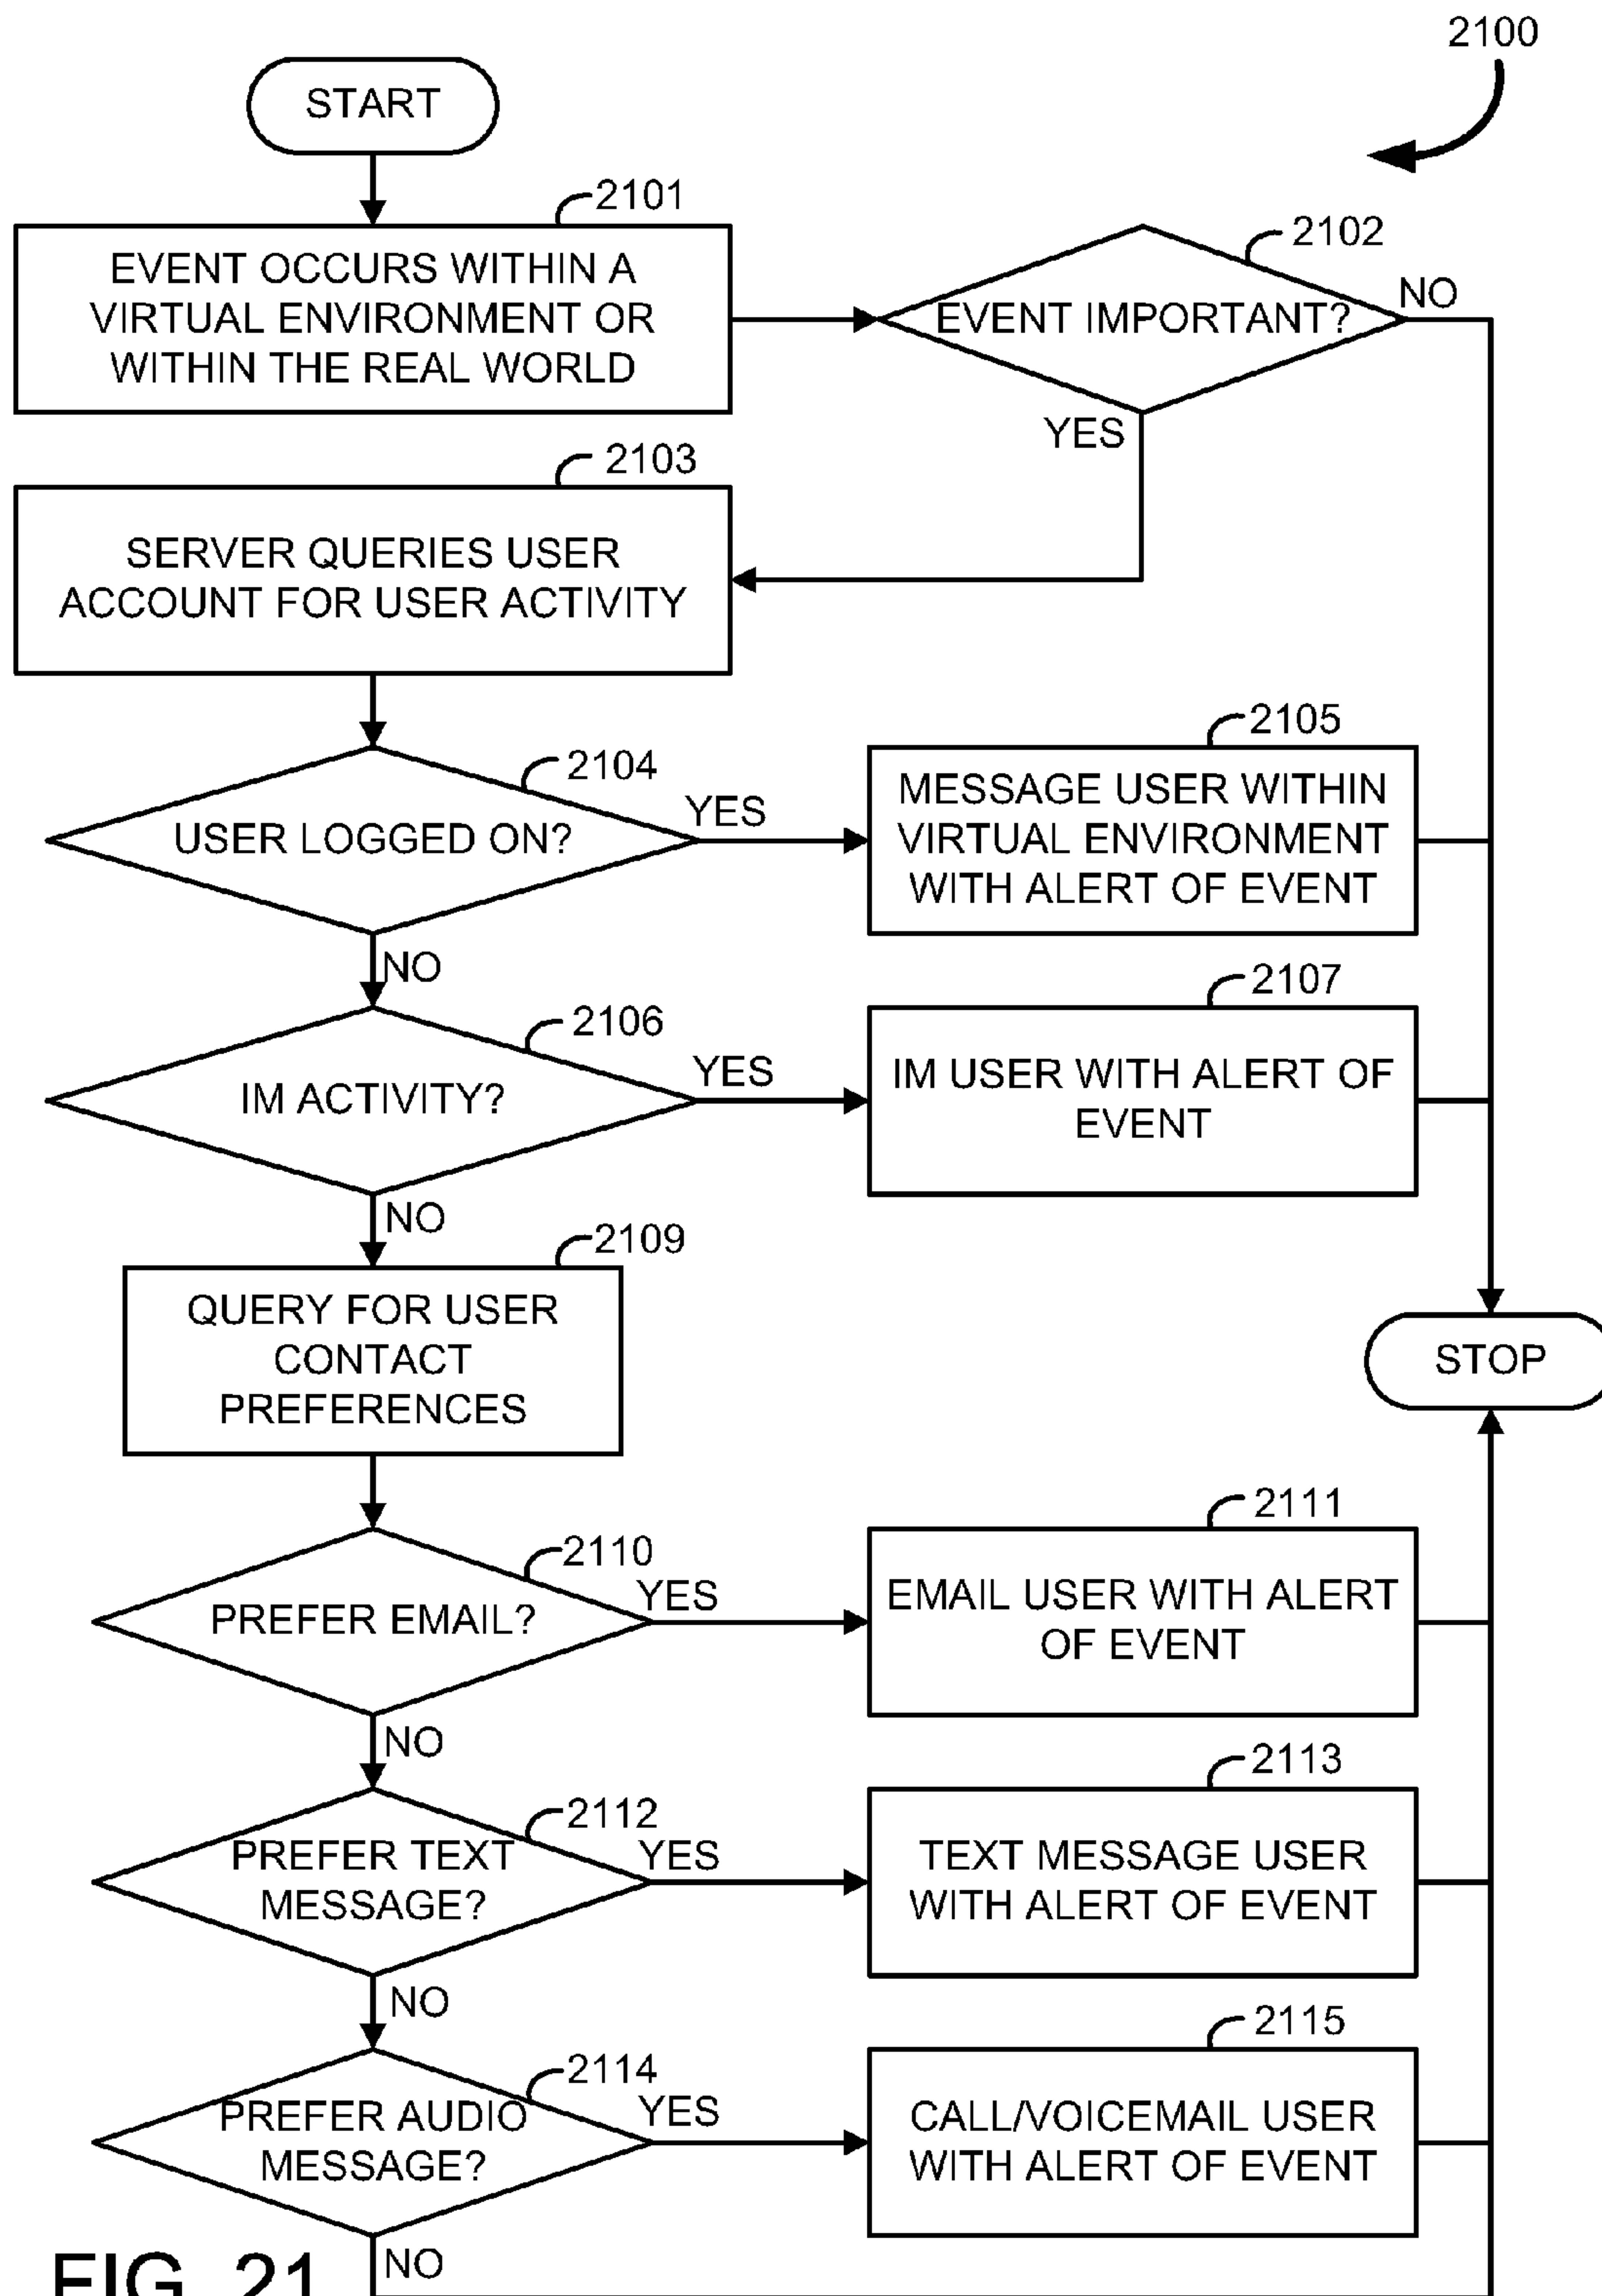 2100
START
2101
EVENT OCCURS WITHIN A
VIRTUAL ENVIRONMENT OR
WITHIN THE REAL WORLD
2102
EVENT IMPORTANT?
NO
YES
2103
SERVER QUERIES USER
ACCOUNT FOR USER ACTIVITY
2104
USER LOGGED ON?
YES
NO
2105
MESSAGE USER WITHIN
VIRTUAL ENVIRONMENT
WITH ALERT OF EVENT
2106
IM ACTIVITY?
YES
NO
2107
IM USER WITH ALERT OF
EVENT
2109
QUERY FOR USER
CONTACT
PREFERENCES
STOP
2110
PREFER EMAIL?
YES
NO
2111
EMAIL USER WITH ALERT
OF EVENT
2112
PREFER TEXT
MESSAGE?
YES
NO
2113
TEXT MESSAGE USER
WITH ALERT OF EVENT
2114
PREFER AUDIO
MESSAGE?
YES
NO
2115
CALL/VOICEMAIL USER
WITH ALERT OF EVENT
FIG. 21